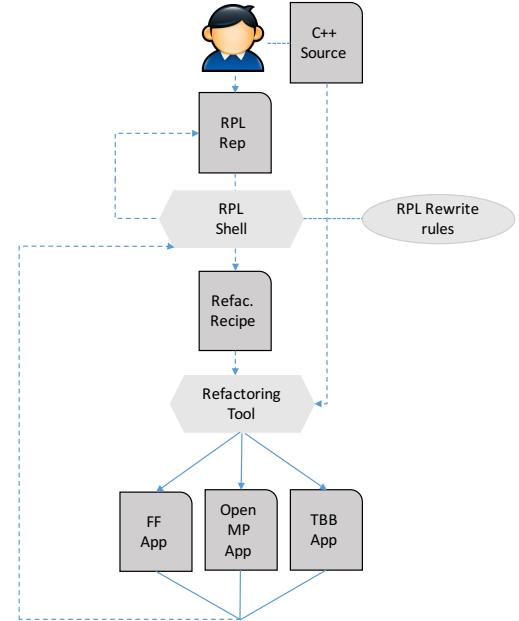 C++
Source
RPL
Rep
RPL
Shell
RPL Rewrite
rules
Refac.
Recipe
Refactoring
Tool
FF
App
Open
MP
App
TBB
App